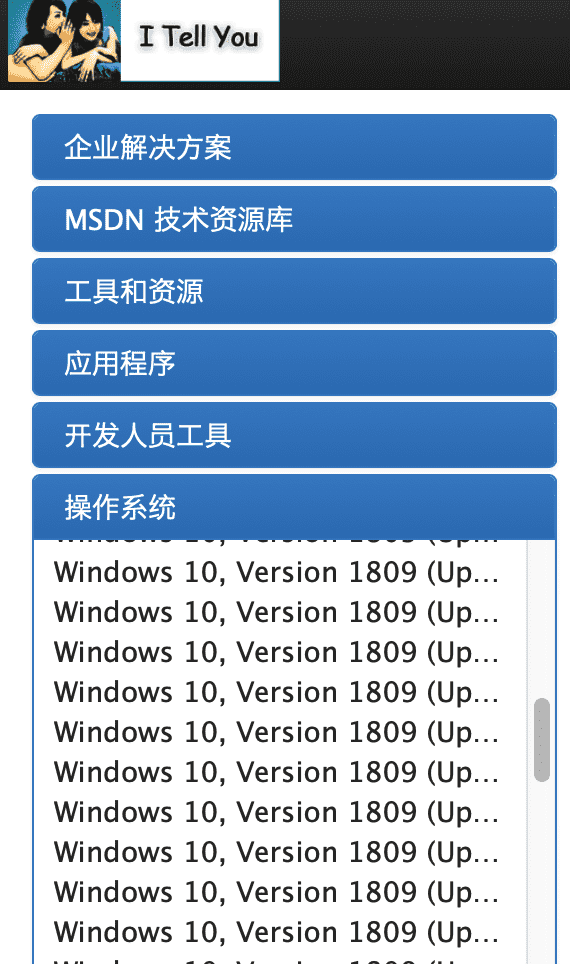 I Tell You
企业解决方案
MSDN 技术资源库
工具和资源
应用程序
开发人员工具
操作系统
Windows 10, Version 1809 (Up...
Windows 10, Version 1809 (Up...
Windows 10, Version 1809 (Up...
Windows 10, Version 1809 (Up...
Windows 10, Version 1809 (Up...
Windows 10, Version 1809 (Up...
Windows 10, Version 1809 (Up...
Windows 10, Version 1809 (Up...
Windows 10, Version 1809 (Up...
Windows 10, Version 1809 (Up...